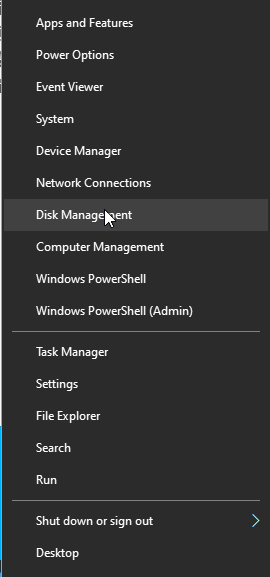 Apps and Features
Power Options
Event Viewer
System
Device Manager
Network Connections
Disk Management
Computer Management
Windows PowerShell
Windows PowerShell (Admin)
Task Manager
Settings
File Explorer
Search
Run
Shut down or sign out
Desktop